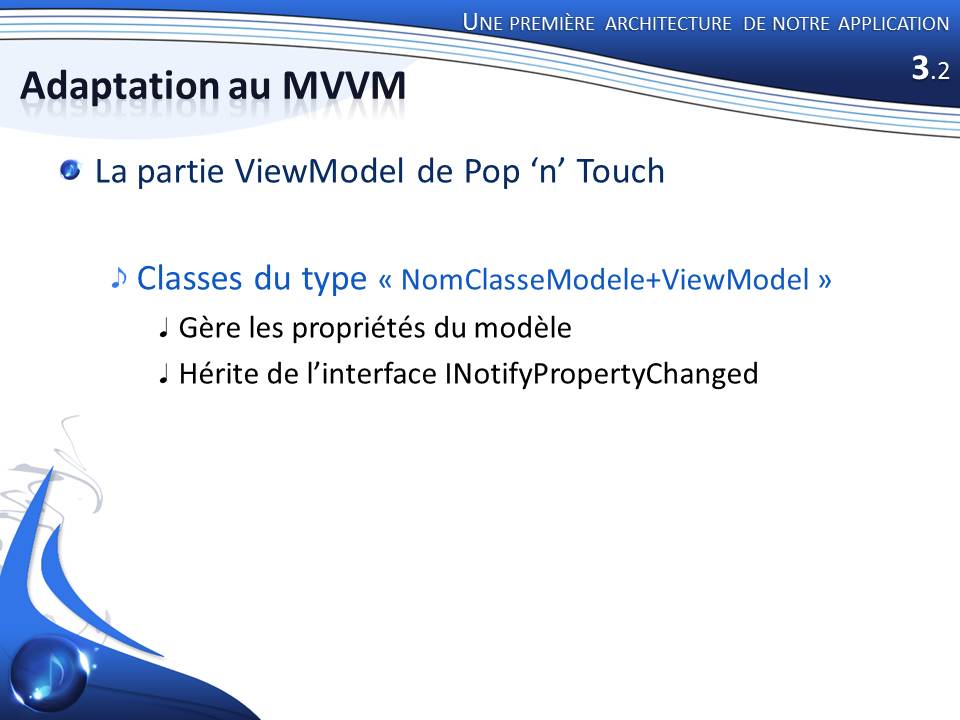 UNE PREMIÈRE ARCHITECTURE DE NOTRE APPLICATION
3.2
Adaptation au MVVM
La partie ViewModel de Pop ‘n’ Touch
Classes du type « NomClasseModele+ViewModel »
Gère les propriétés du modèle
Hérite de l’interface INotifyPropertyChanged